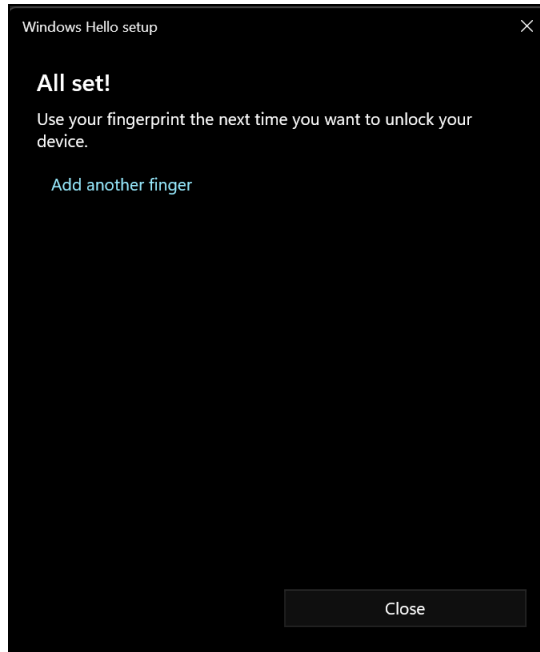 Windows Hello setup
All set!
Use your fingerprint the next time you want to unlock your
device.
Add another finger
Close